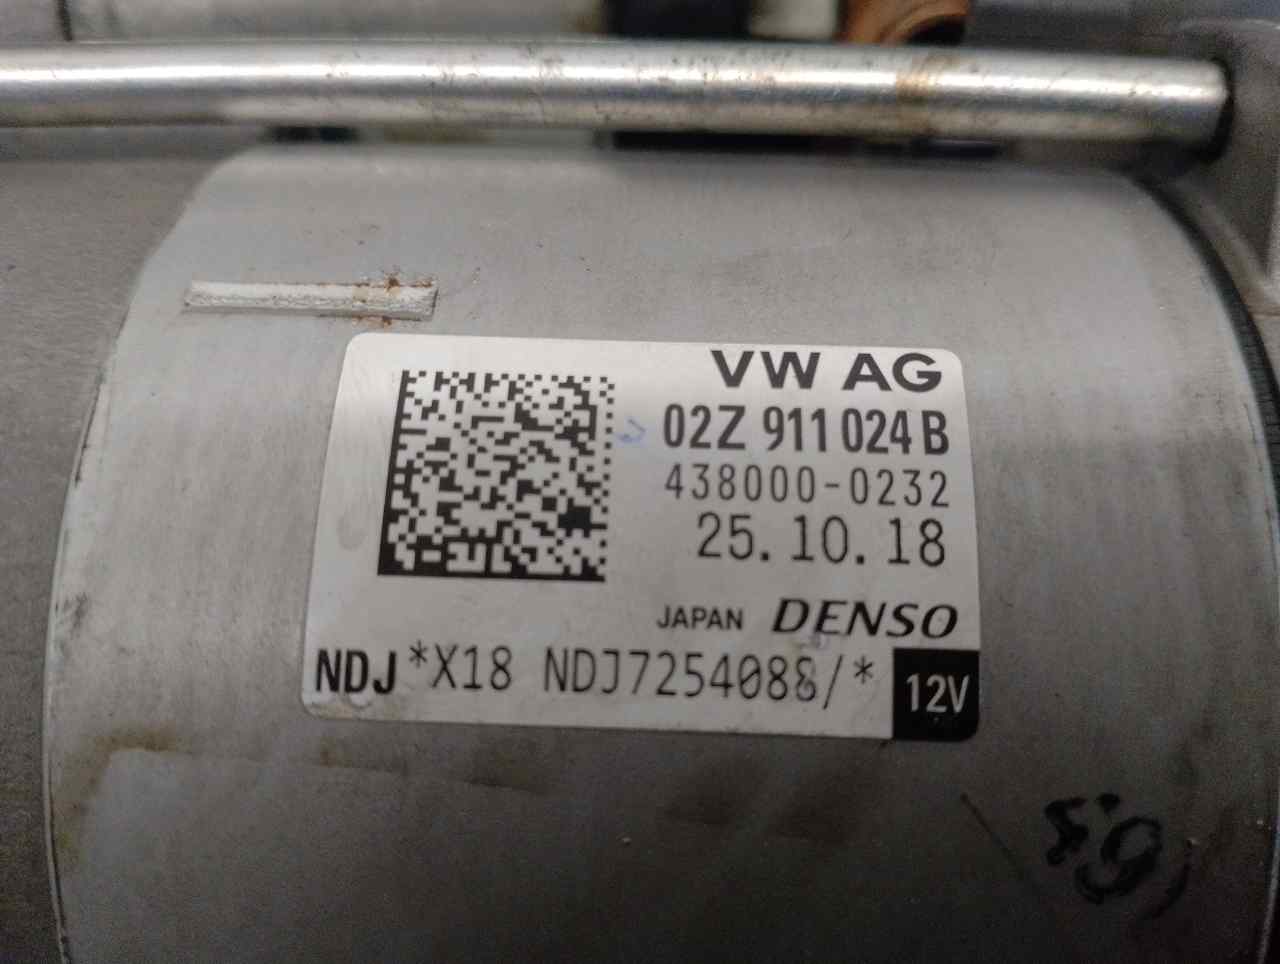 VW AG
02Z 911 024 B
438000-0232
25. 10. 18
JAPAN DENSO
NDJ *X18 NDJ7254088/*
12V